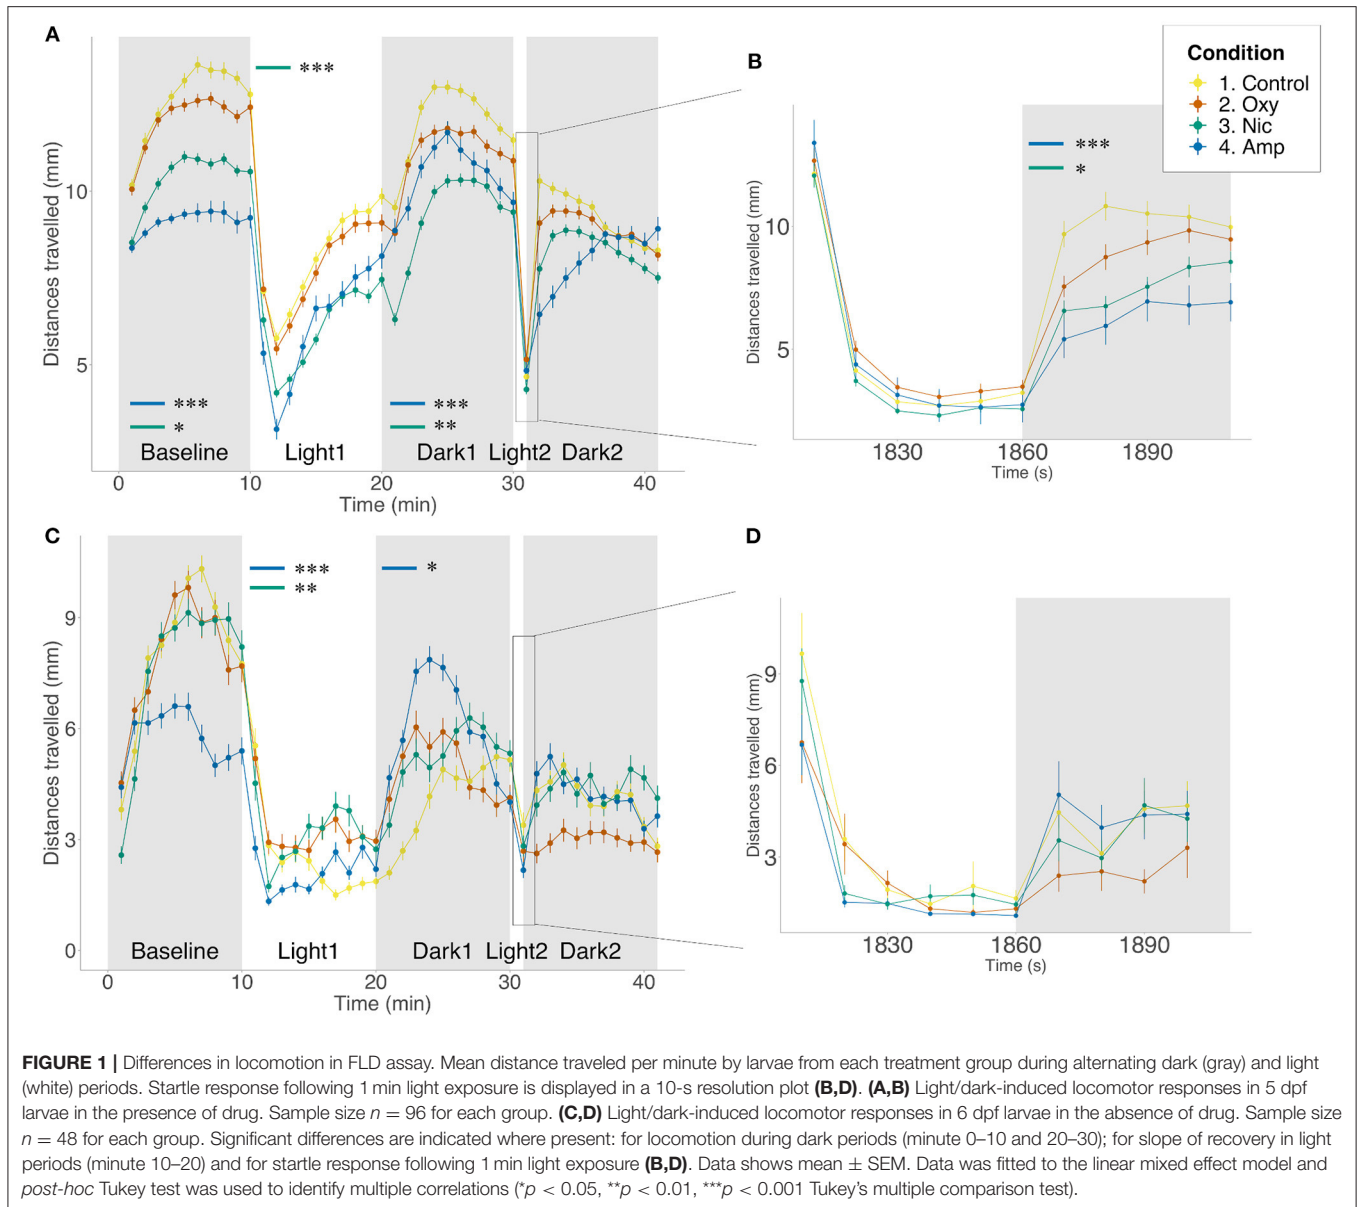 A
Distances travelled (mm)
10
5
***
***
*
***
**
Baseline
Light1
Dark1
Light2
Dark2
0
10
20
30
40
Time (min)
B
Distances travelled (mm)
10
5
***
*
1830
1860
1890
Time (s)
Condition
1. Control
2. Oxy
3. Nic
4. Amp
C
Distances travelled (mm)
9
6
3
0
***
**
*
Baseline
Light1
Dark1
Light2
Dark2
0
10
20
30
40
Time (min)
D
Distances travelled (mm)
9
6
3
1830
1860
1890
Time (s)
FIGURE 1 | Differences in locomotion in FLD assay. Mean distance traveled per minute by larvae from each treatment group during alternating dark (gray) and light
(white) periods. Startle response following 1 min light exposure is displayed in a 10-s resolution plot (B,D). (A,B) Light/dark-induced locomotor responses in 5 dpf
larvae in the presence of drug. Sample size n = 96 for each group. (C,D) Light/dark-induced locomotor responses in 6 dpf larvae in the absence of drug. Sample size
n = 48 for each group. Significant differences are indicated where present: for locomotion during dark periods (minute 0–10 and 20–30); for slope of recovery in light
periods (minute 10–20) and for startle response following 1 min light exposure (B,D). Data shows mean ± SEM. Data was fitted to the linear mixed effect model and
post-hoc Tukey test was used to identify multiple correlations (*p < 0.05, **p < 0.01, ***p < 0.001 Tukey's multiple comparison test).